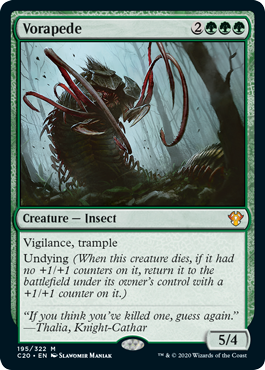 Vorapede 2
Creature — Insect
Vigilance, trample
Undying (When this creature dies, if it had
no +1/+1 counters on it, return it to the
battlefield under its owner's control with a
+1/+1 counter on it.)
"If you think you've killed one, guess again."
—Thalia, Knight-Cathar
5/4
195/322 M
C20 • EN Slawomir Maniak ™ & © 2020 Wizards of the Coast